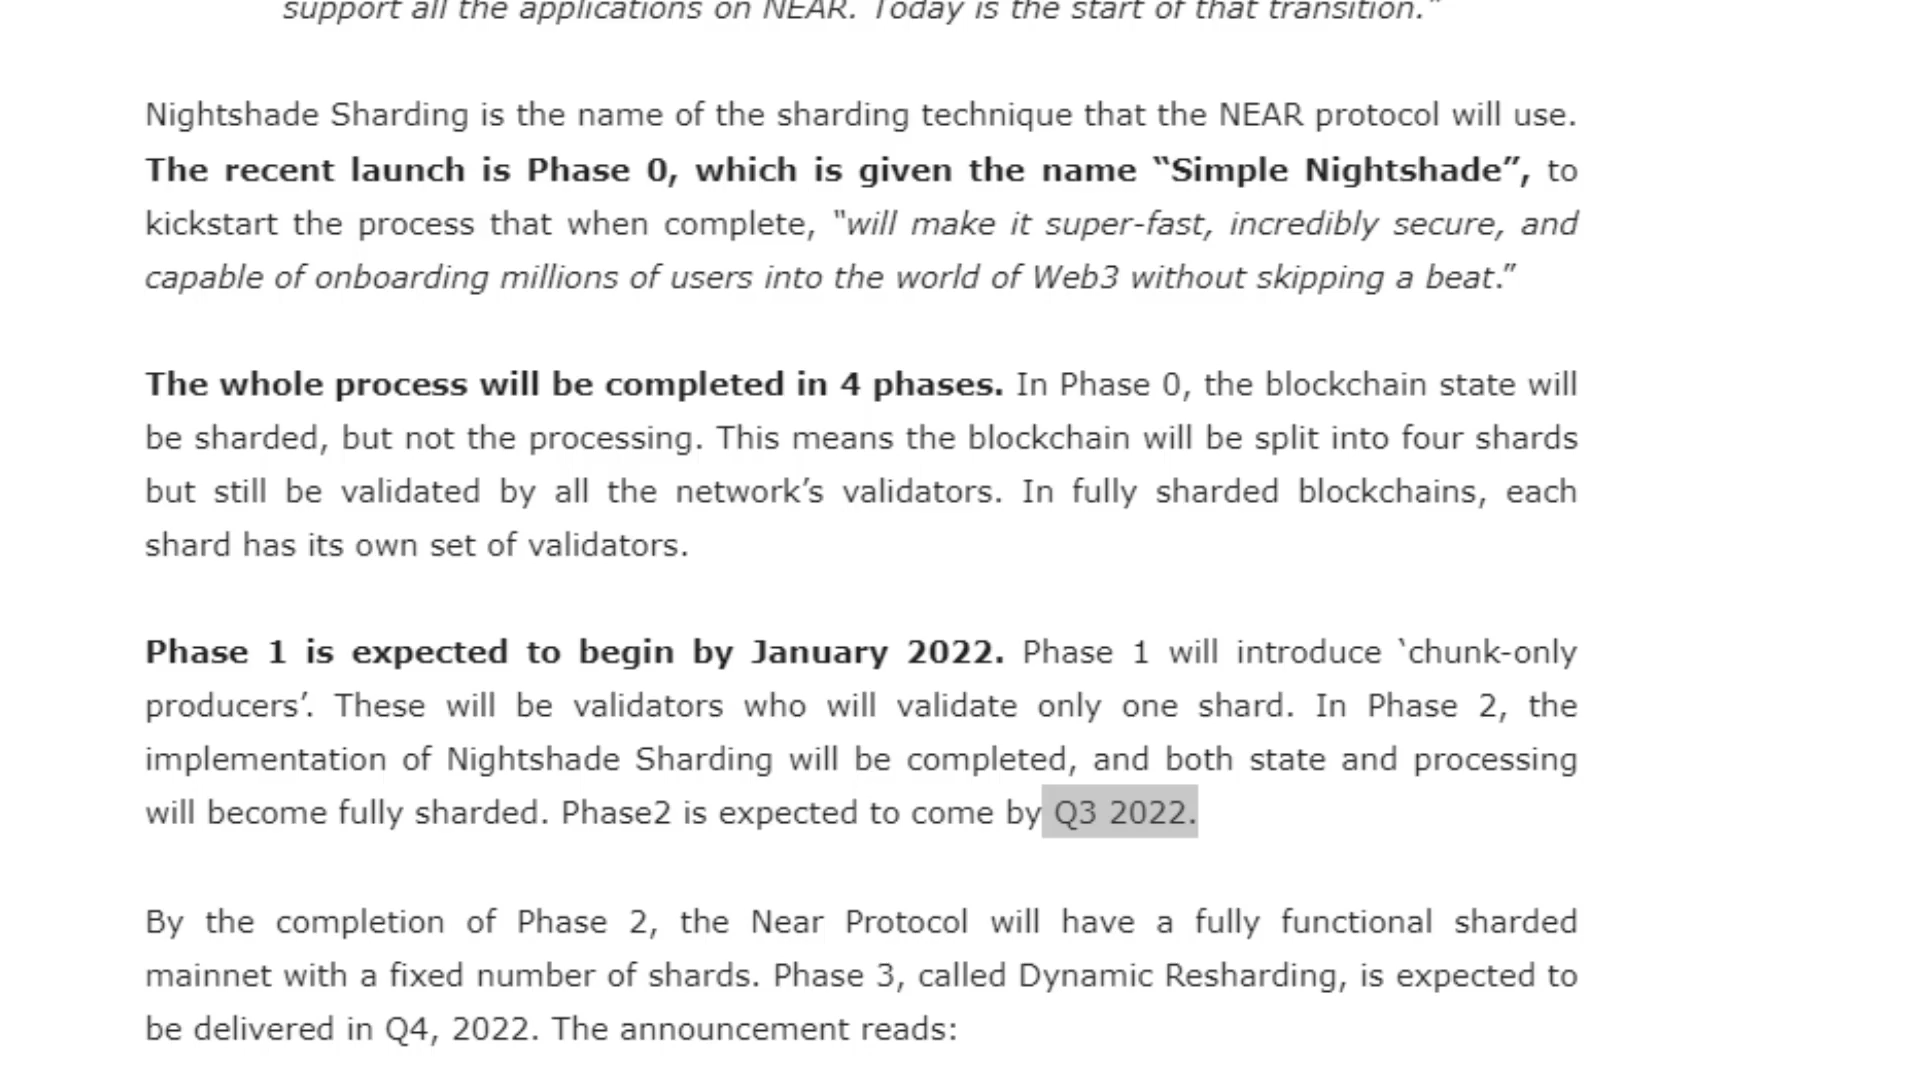 support all the applications on NEAR. Today is the start of that transition.”
Nightshade Sharding is the name of the sharding technique that the NEAR protocol will use.
The recent launch is Phase 0, which is given the name “Simple Nightshade”, to
kickstart the process that when complete, “will make it super-fast, incredibly secure, and
capable of onboarding millions of users into the world of Web3 without skipping a beat.”
The whole process will be completed in 4 phases. In Phase 0, the blockchain state will
be sharded, but not the processing. This means the blockchain will be split into four shards
but still be validated by all the network’s validators. In fully sharded blockchains, each
shard has its own set of validators.
Phase 1 is expected to begin by January 2022. Phase 1 will introduce ‘chunk-only
producers’. These will be validators who will validate only one shard. In Phase 2, the
implementation of Nightshade Sharding will be completed, and both state and processing
will become fully sharded. Phase2 is expected to come by Q3 2022.
By the completion of Phase 2, the Near Protocol will have a fully functional sharded
mainnet with a fixed number of shards. Phase 3, called Dynamic Resharding, is expected to
be delivered in Q4, 2022. The announcement reads: